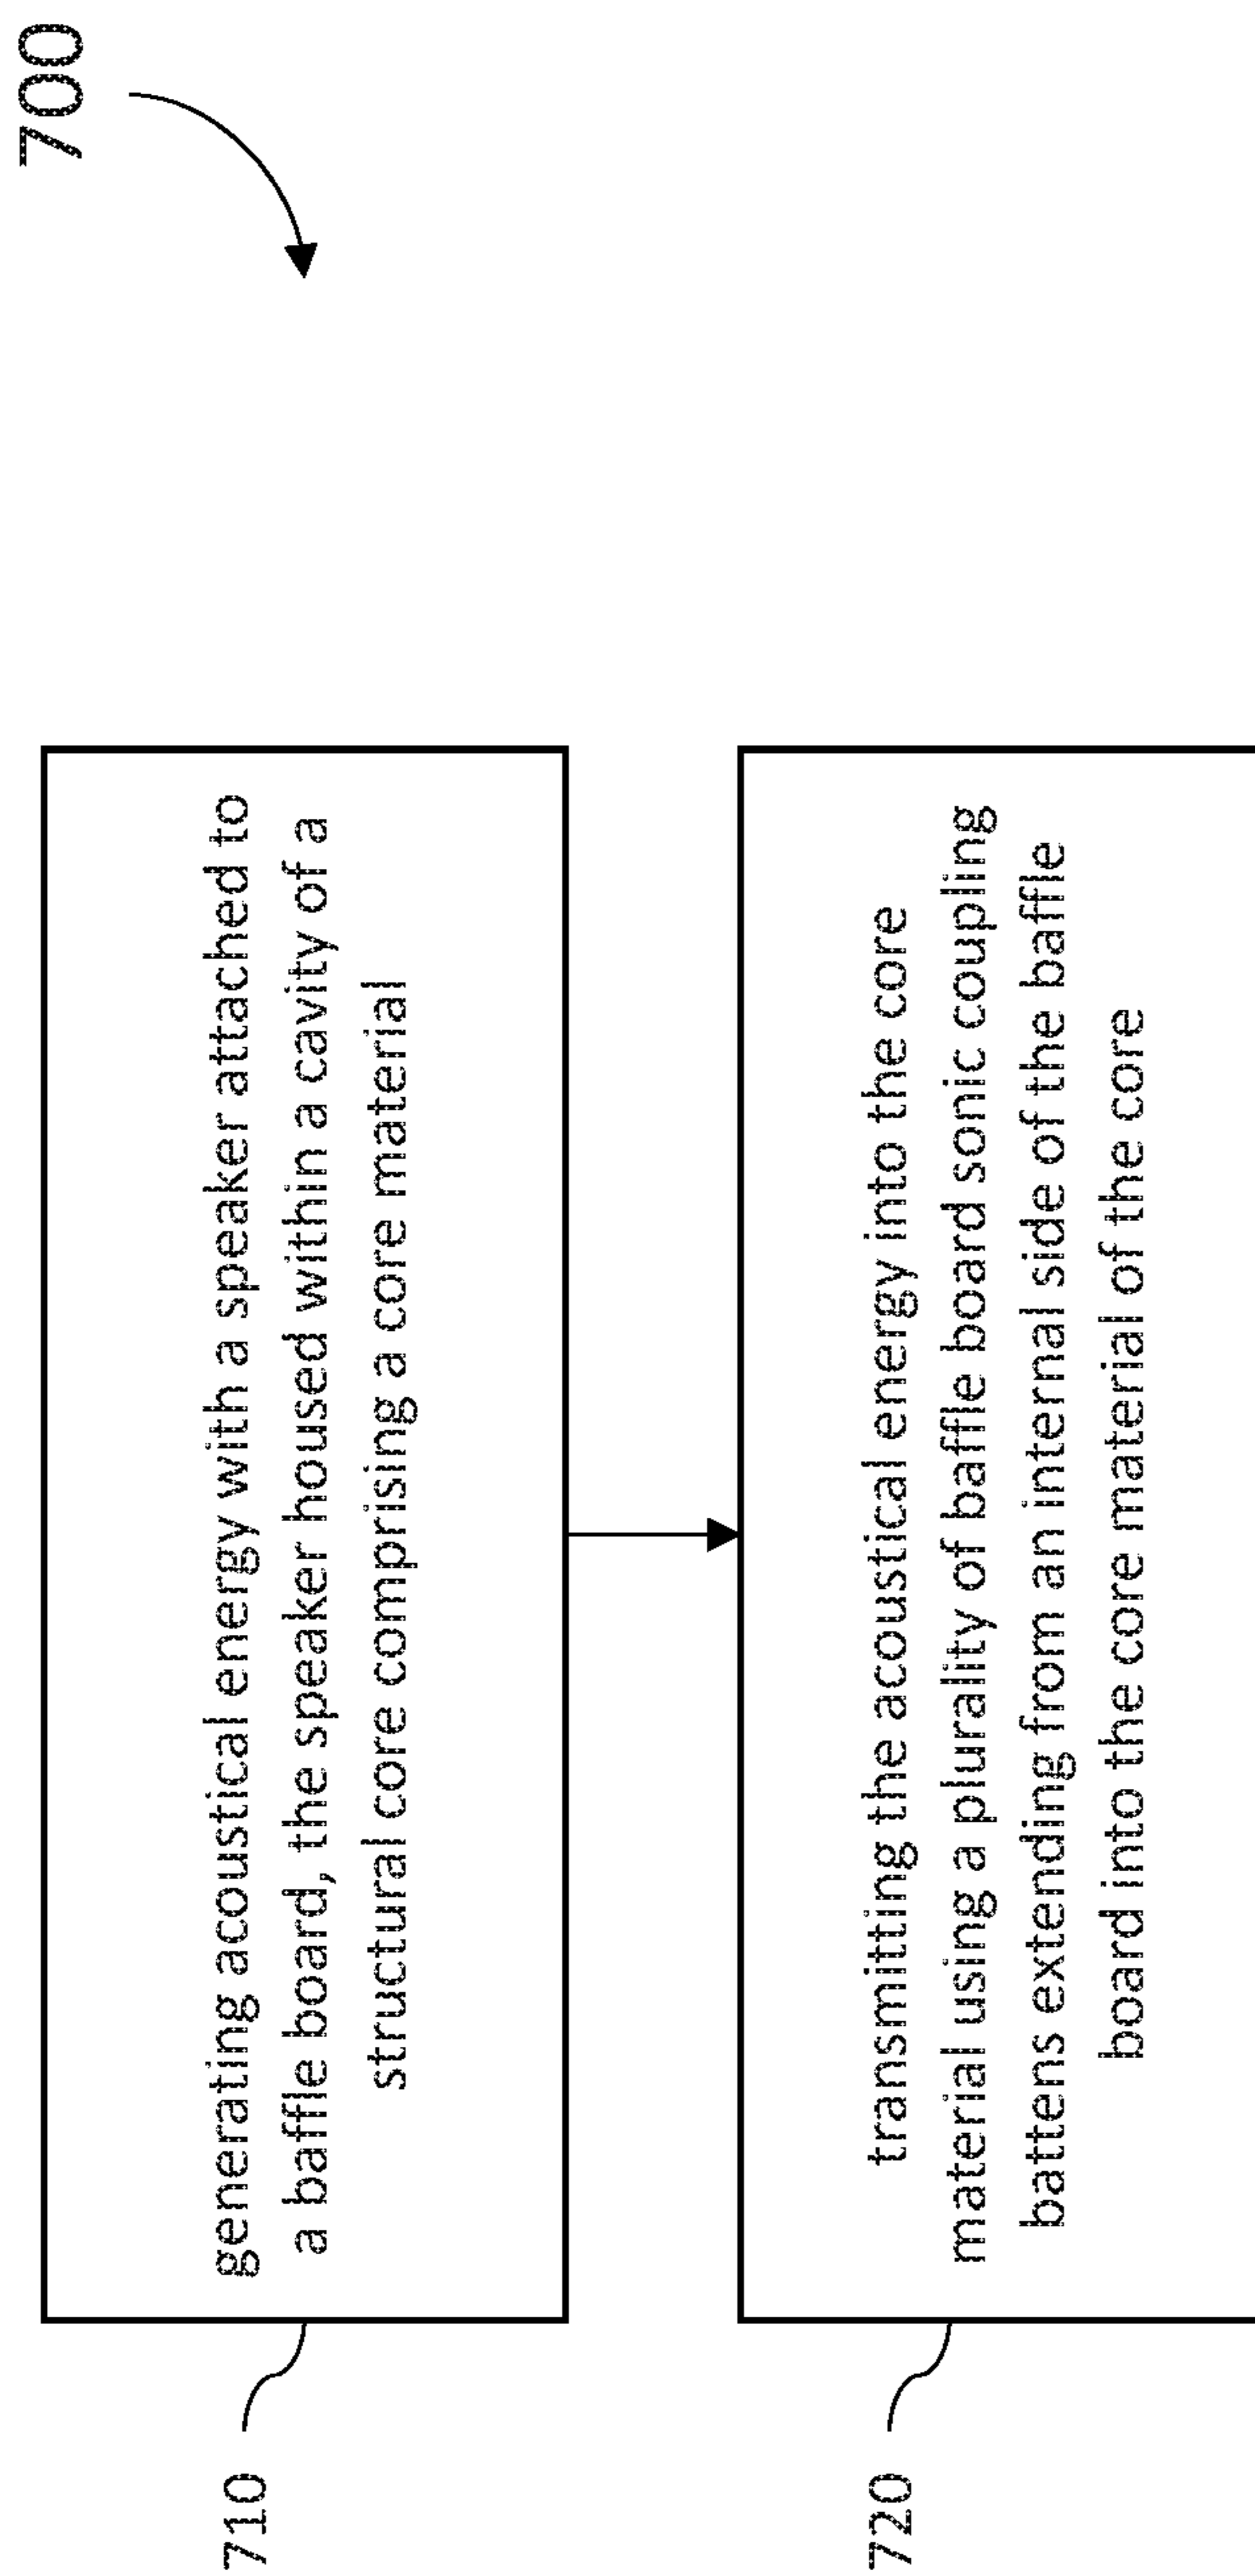 700
710
generating acoustical energy with a speaker attached to
a baffle board, the speaker housed within a cavity of a
structural core comprising a core material
720
transmitting the acoustical energy into the core
material using a plurality of baffle board sonic coupling
battens extending from an internal side of the baffle
board into the core material of the core